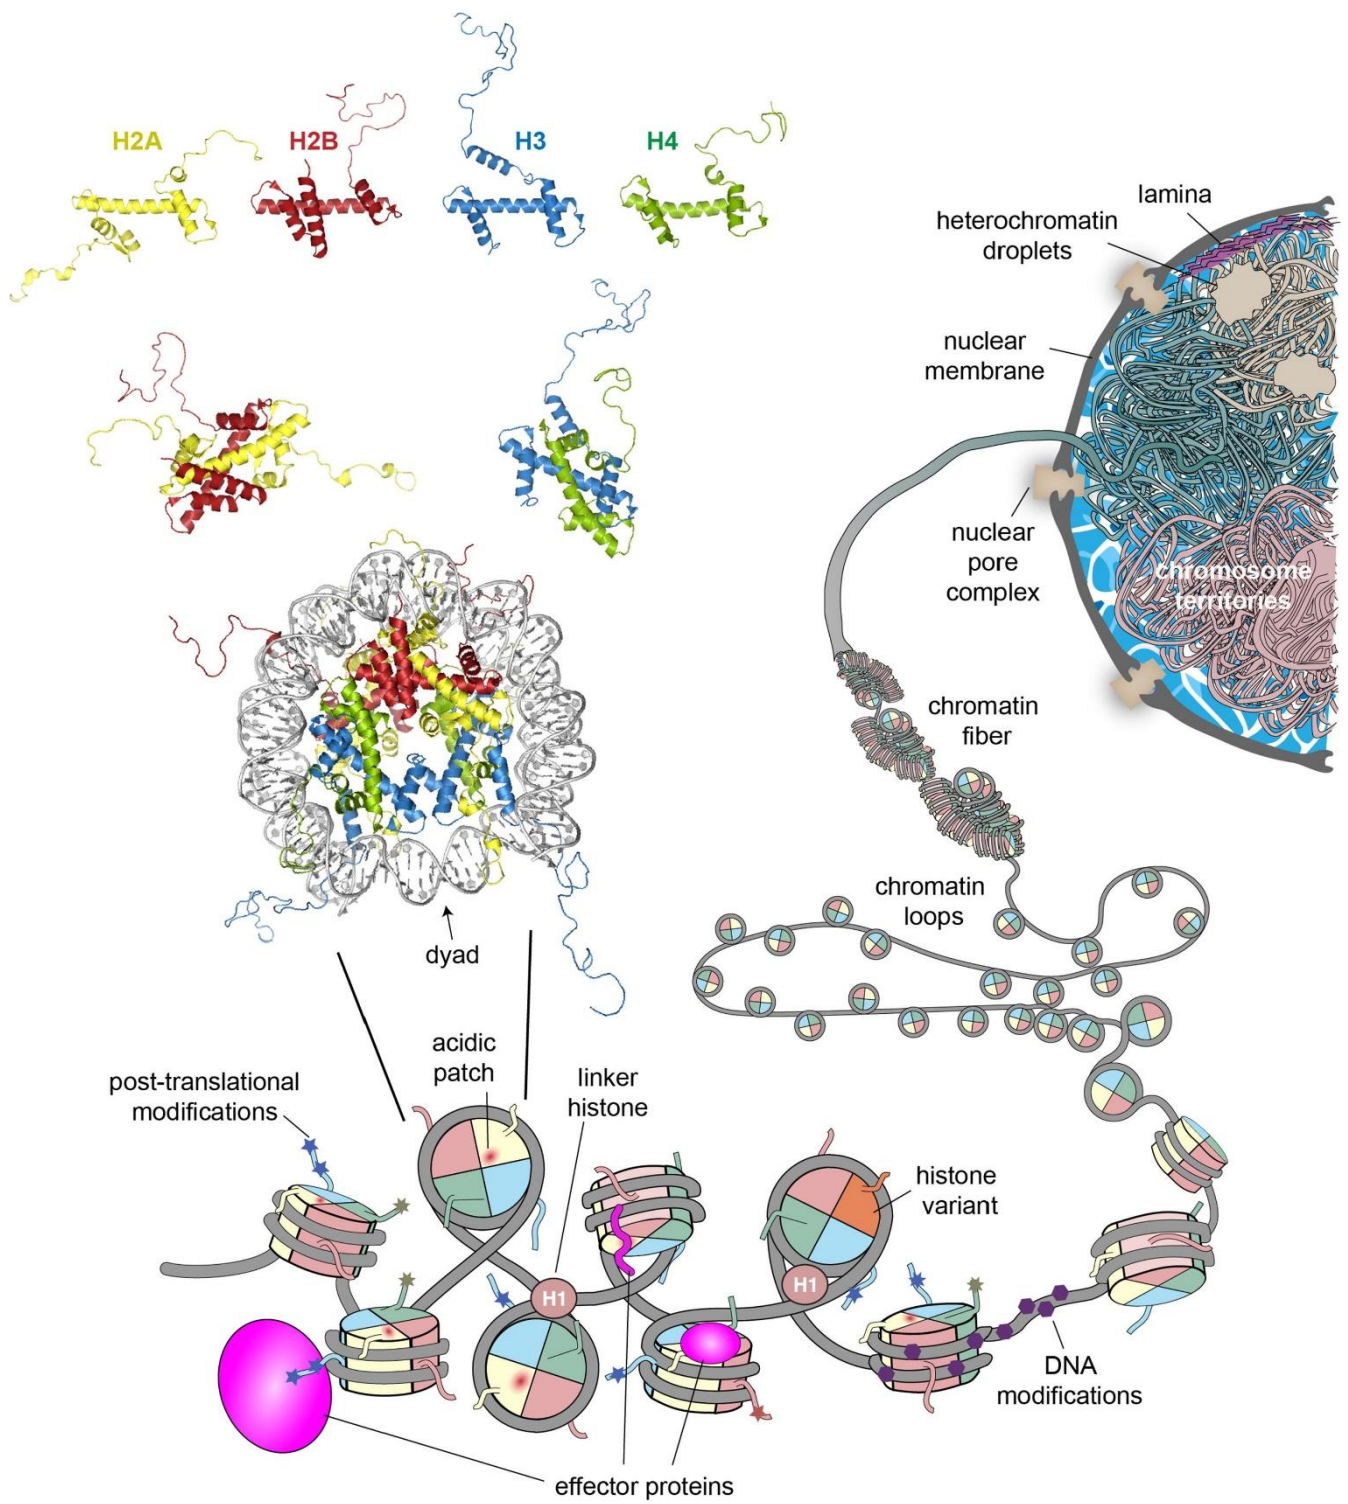 H2A
H2B
H3
H4
lamina
heterochromatin
droplets
nuclear
membrane
nuclear
pore
complex
chromosome
territories
chromatin
fiber
chromatin
loops
dyad
acidic
patch
post-translational
modifications
linker
histone
histone
variant
H1
H1
DNA
modifications
effector proteins